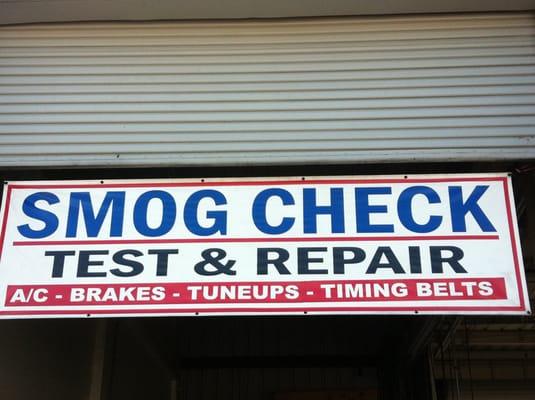 SMOG CHECK
TEST & REPAIR
A/C - BRAKES - TUNEUPS - TIMING BELTS